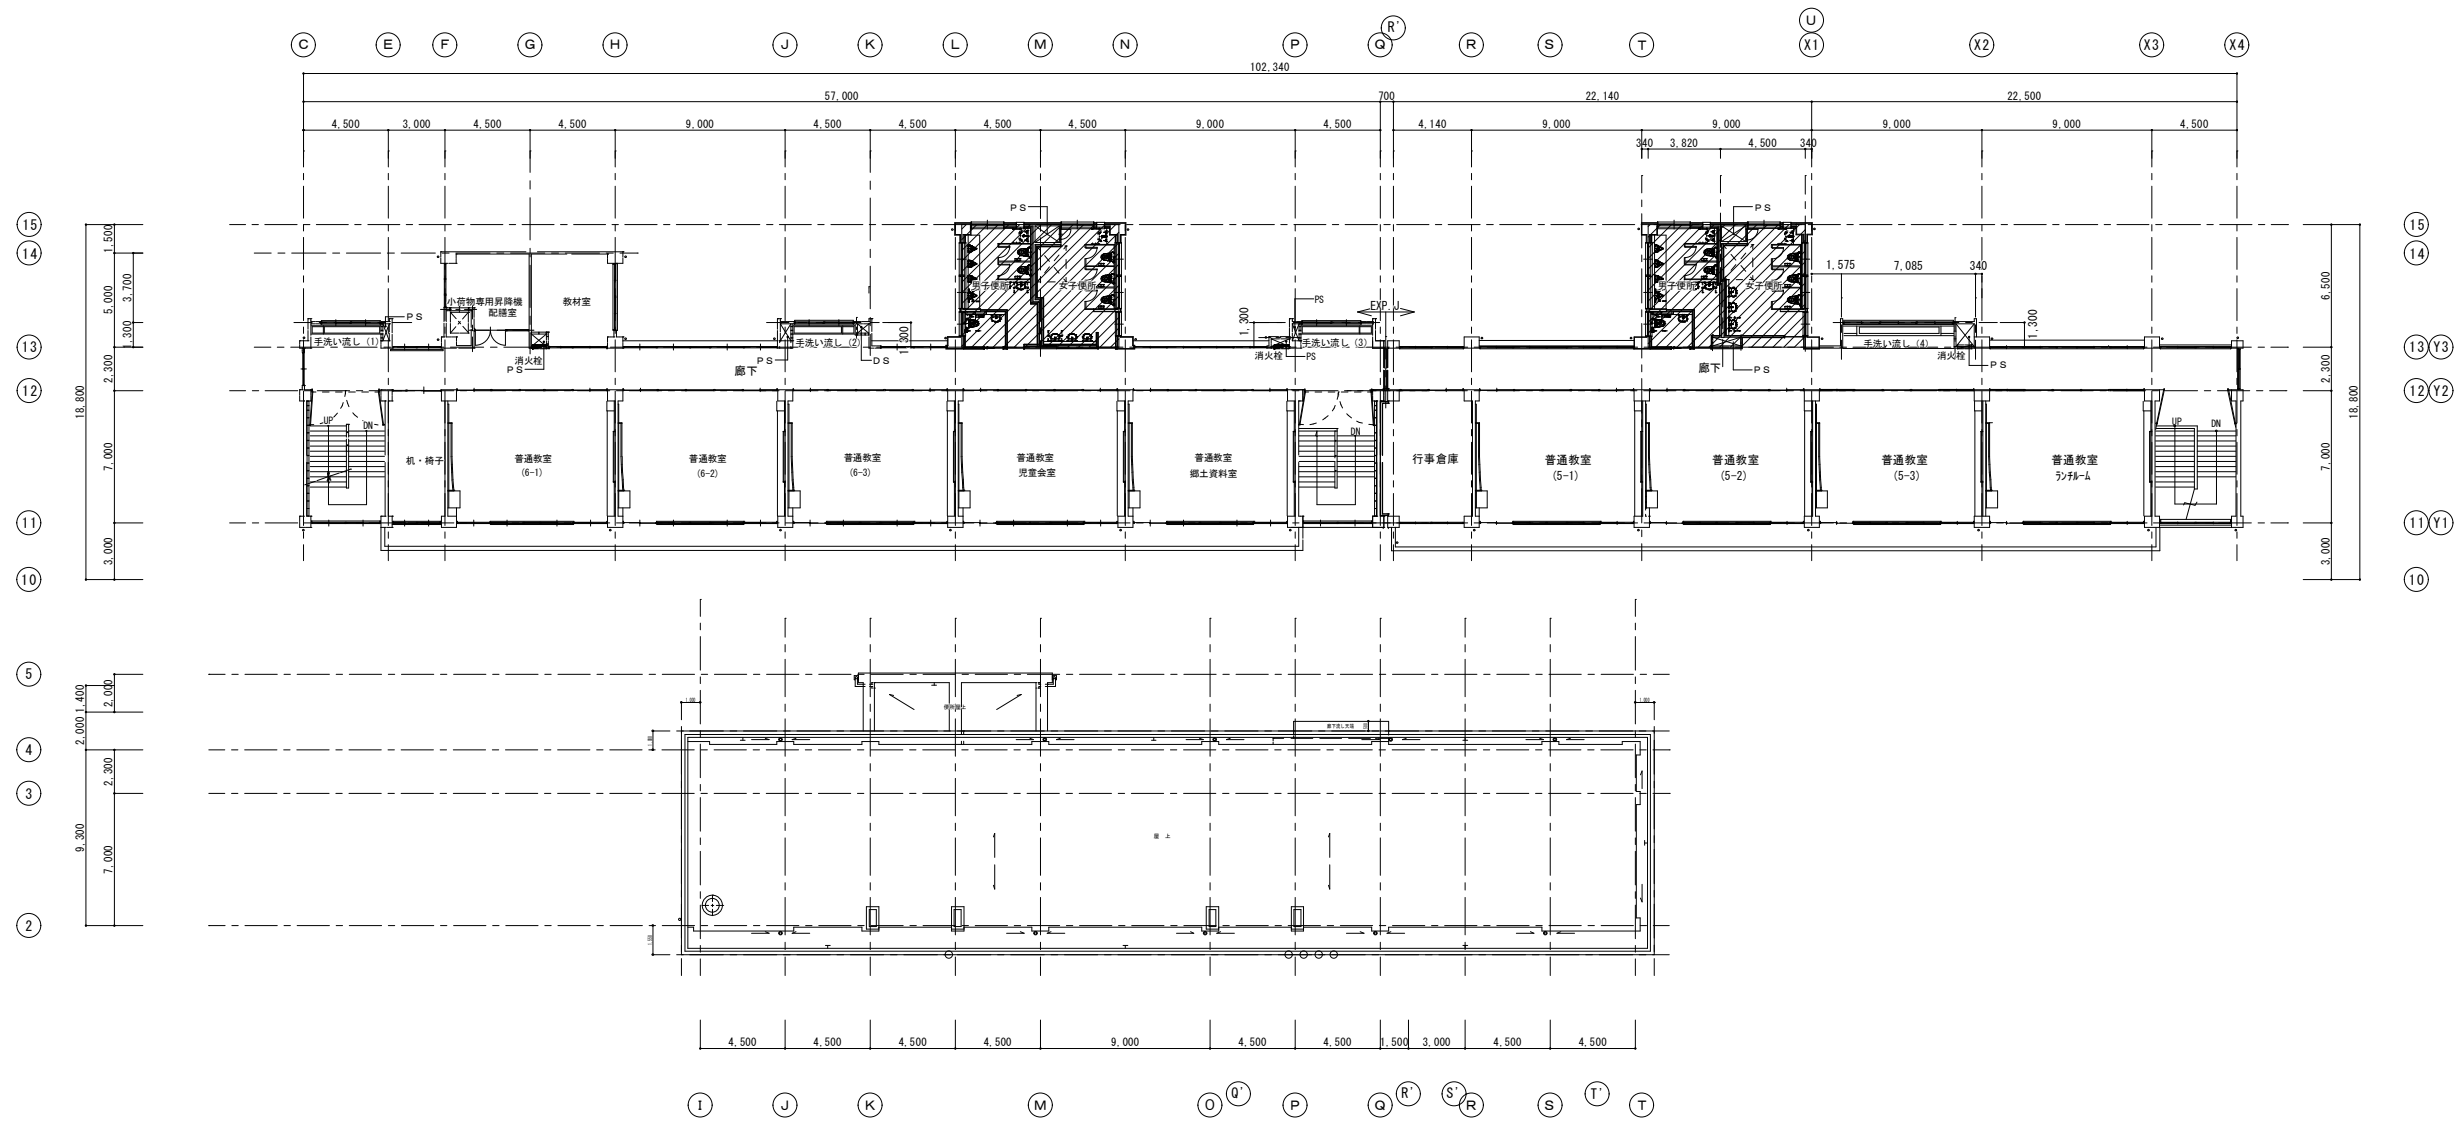 R' U
C E F G H J K L M N P Q R S T X1 X2 X3 X4
102,340
57,000 700 22,140 22,500
4,500 3,000 4,500 4,500 9,000 4,500 4,500 4,500 4,500 9,000 4,500 4,140 9,000 9,000 9,000 9,000 4,500
340 3,820 4,500 340
PS PS
15 15
1,500
14 14
1,575 7,085 340
3,700 5,000 6,500
小荷物専用昇降機
配膳室
教材室
男子便所 女子便所 男子便所 女子便所
PS PS EXP.J
1,300 1,300 1,300 1,300 1,300
手洗い流し (1) 手洗い流し (2) 手洗い流し (3) 手洗い流し (4)
13 13 Y3
消火栓 PS PS DS 消火栓 PS 消火栓 PS PS
廊下 廊下
2,300 2,300
12 12 Y2
18,800 18,800
UP DN DN UP DN
7,000 7,000
机・椅子
普通教室
(6-1)
普通教室
(6-2)
普通教室
(6-3)
普通教室
児童会室
普通教室
郷土資料室
行事倉庫
普通教室
(5-1)
普通教室
(5-2)
普通教室
(5-3)
普通教室
ランチルーム
11 11 Y1
3,000 3,000
10 10
5
1,400 2,000
1,000 1,000
便所屋上
2,000
4
2,300
3
屋 上
9,300 7,000
2
4,500 4,500 4,500 4,500 9,000 4,500 4,500 1,500 3,000 4,500 4,500
Q' R' S' T'
I J K M O P Q R S T